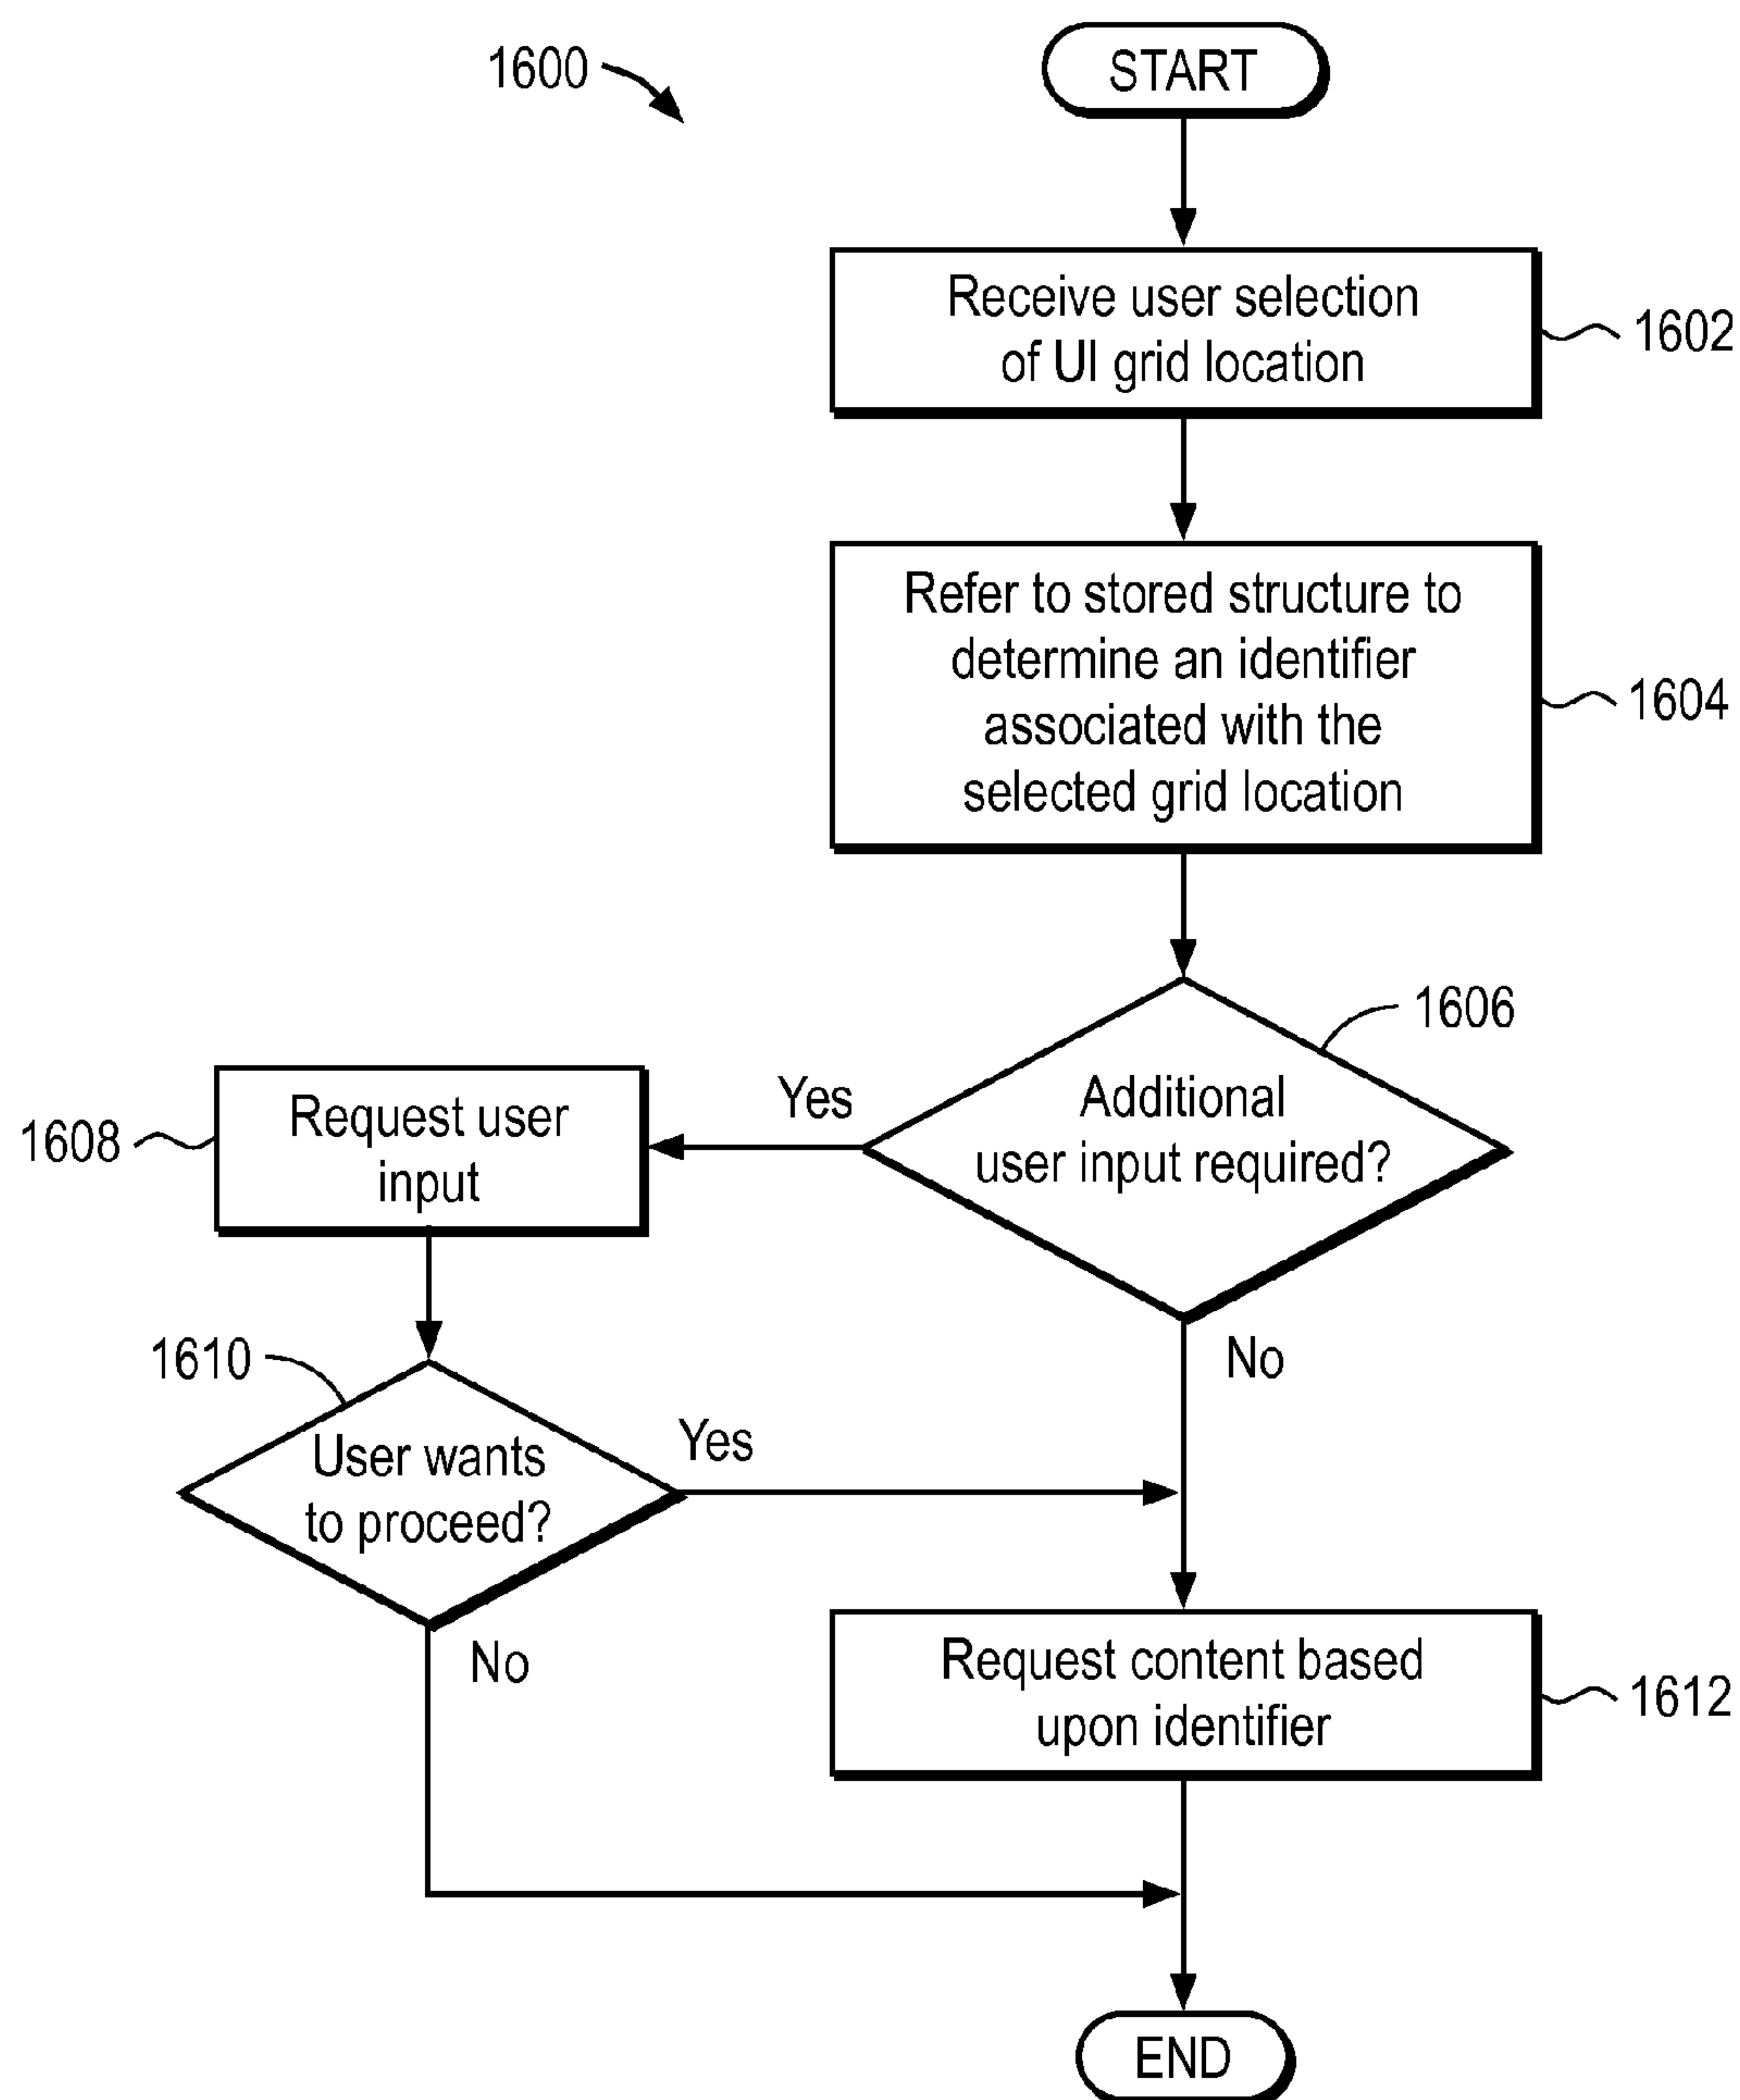 1600
START
Receive user selection
of UI grid location
1602
Refer to stored structure to
determine an identifier
associated with the
selected grid location
1604
1606
Additional
user input required?
Yes
No
1608
Request user
input
1610
User wants
to proceed?
Yes
No
Request content based
upon identifier
1612
END